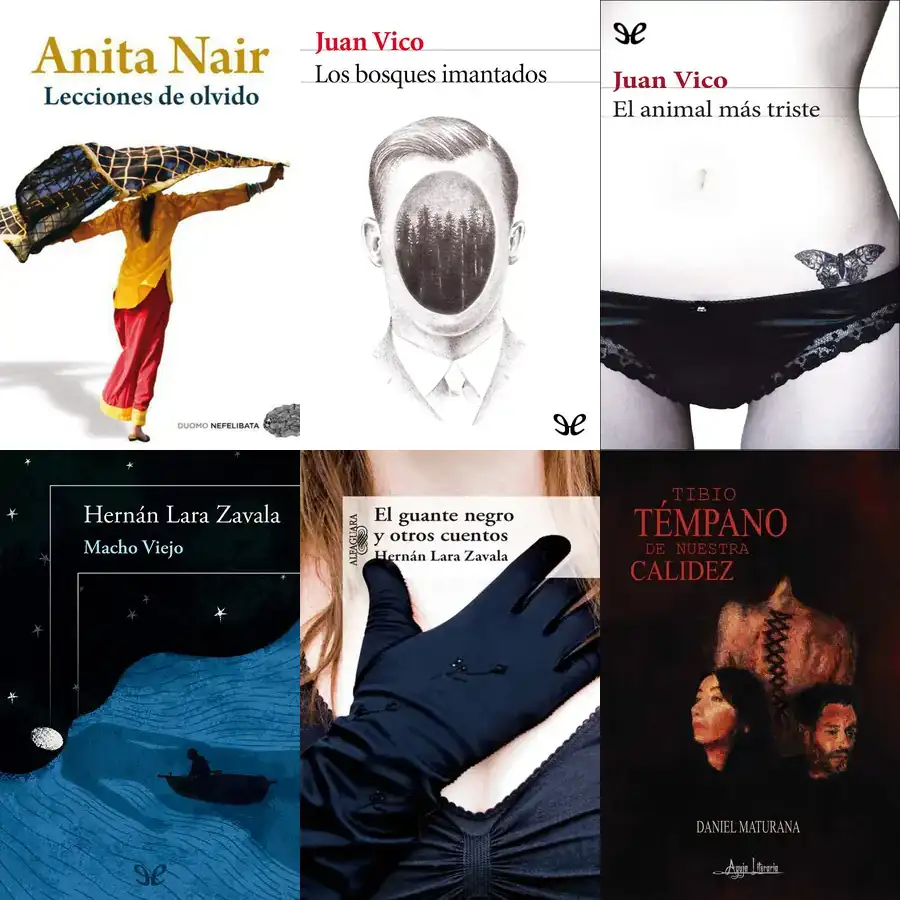 Anita Nair
Lecciones de olvido
DUOMO NEFELIBATA
Juan Vico
Los bosques imantados
Juan Vico
El animal más triste
Hernán Lara Zavala
Macho Viejo
ALFAGUARA
El guante negro
y otros cuentos
Hernán Lara Zavala
TIBIO
TÉMPANO
DE NUESTRA
CALIDEZ
DANIEL MATURANA
Aguja Literaria